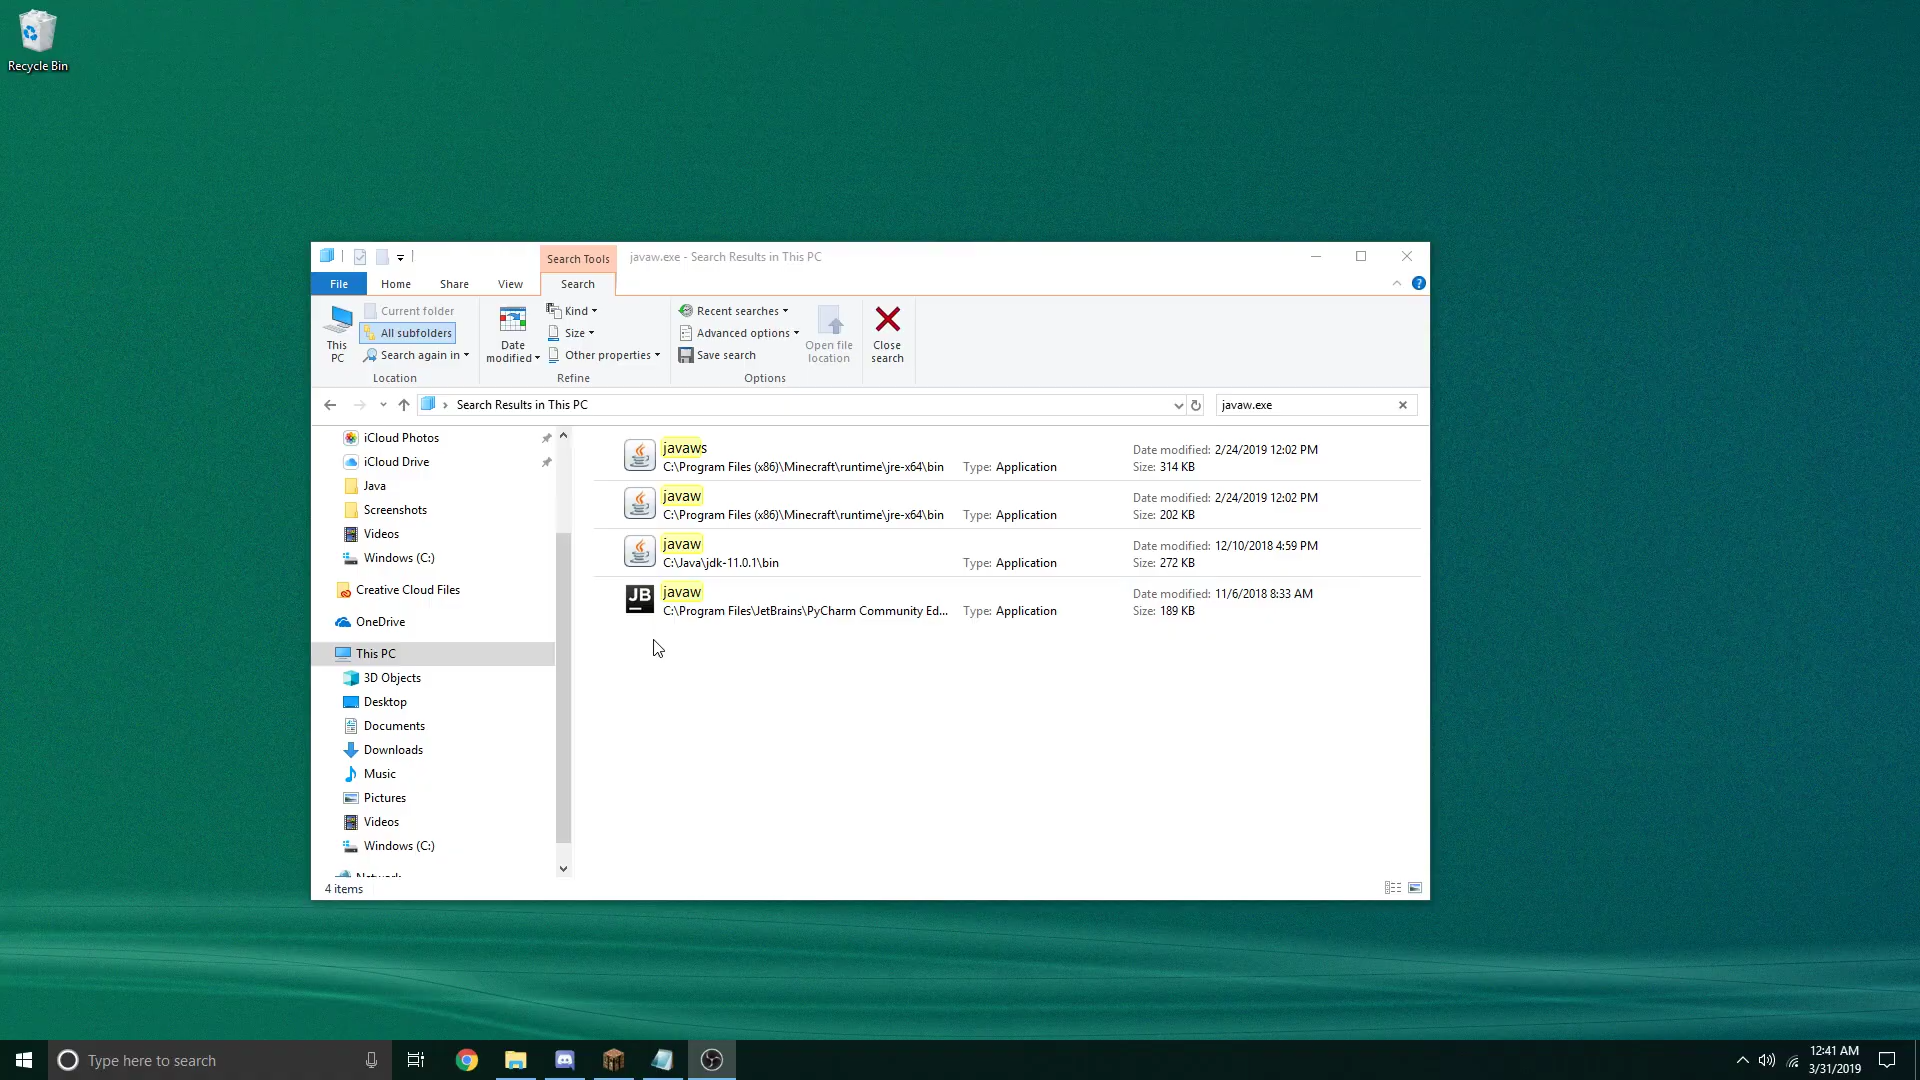 Recycle Bin
Search Tools
javaw.exe - Search Results in This PC
File
Home
Share
View
Search
This PC
Current folder
All subfolders
Search again in
Location
Date modified
Kind
Size
Other properties
Refine
Recent searches
Advanced options
Save search
Options
Open file location
Close search
Search Results in This PC
javaw.exe
iCloud Photos
iCloud Drive
Java
Screenshots
Videos
Windows (C:)
Creative Cloud Files
OneDrive
This PC
3D Objects
Desktop
Documents
Downloads
Music
Pictures
Videos
Windows (C:)
javaws
C:\Program Files (x86)\Minecraft\runtime\jre-x64\bin
Type: Application
Date modified: 2/24/2019 12:02 PM
Size: 314 KB
javaw
C:\Program Files (x86)\Minecraft\runtime\jre-x64\bin
Type: Application
Date modified: 2/24/2019 12:02 PM
Size: 202 KB
javaw
C:\Java\jdk-11.0.1\bin
Type: Application
Date modified: 12/10/2018 4:59 PM
Size: 272 KB
JB
javaw
C:\Program Files\JetBrains\PyCharm Community Ed...
Type: Application
Date modified: 11/6/2018 8:33 AM
Size: 189 KB
4 items
Type here to search
12:41 AM
3/31/2019